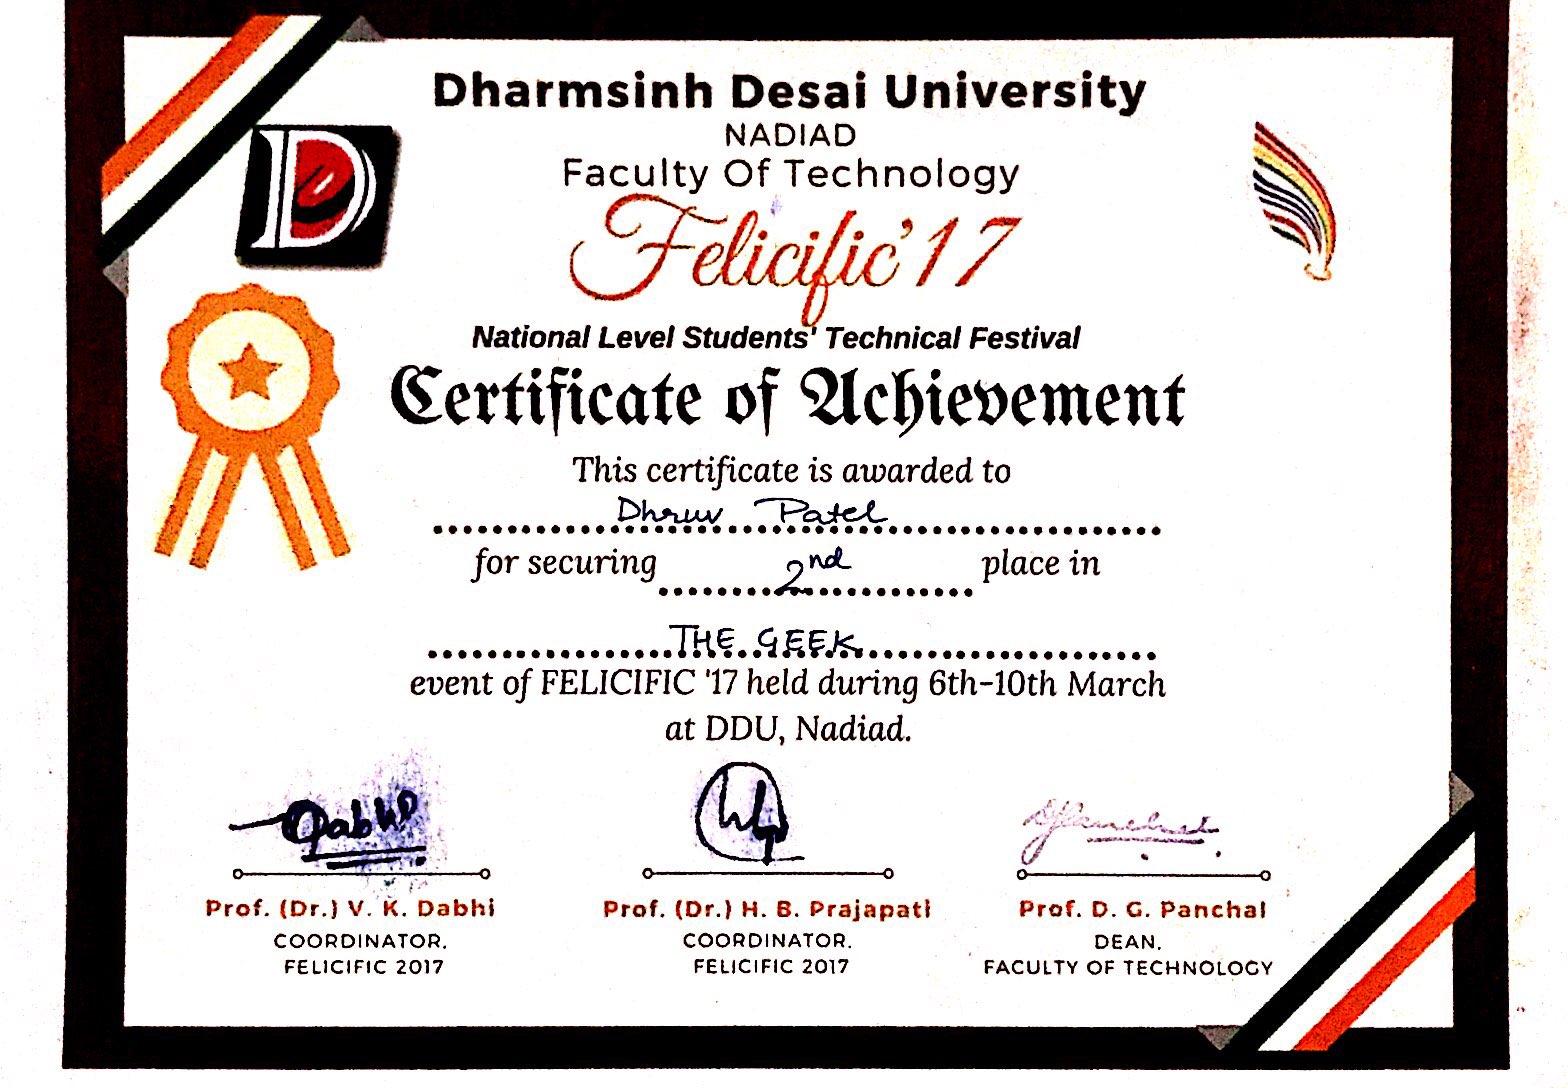 Dharmsinh Desai University
NADIAD
Faculty Of Technology
Felicific'17
National Level Students' Technical Festival
Certificate of Achievement
This certificate is awarded to
Dhruv Patel
for securing 2nd place in
THE GEEK
event of FELICIFIC '17 held during 6th-10th March
at DDU, Nadiad.
Dabhi
Prof. (Dr.) V. K. Dabhi
COORDINATOR,
FELICIFIC 2017
Prof. (Dr.) H. B. Prajapati
COORDINATOR.
FELICIFIC 2017
Prof. D. G. Panchal
DEAN,
FACULTY OF TECHNOLOGY